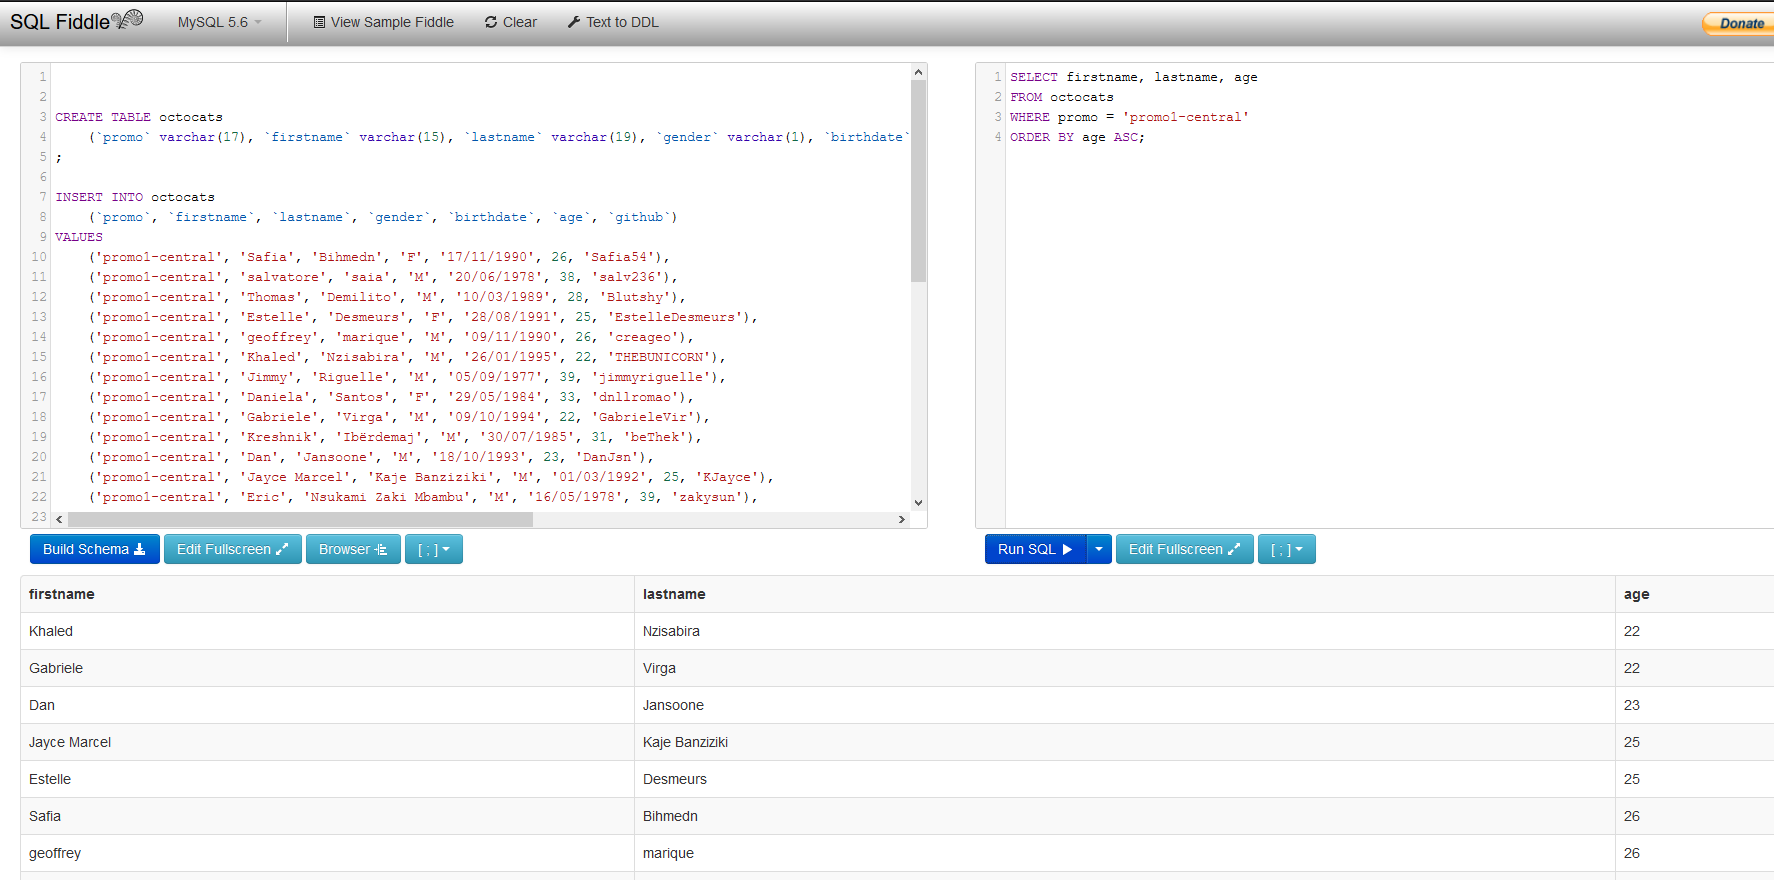 SQL Fiddle MySQL 5.6 View Sample Fiddle Clear Text to DDL Donate
1
2
3 CREATE TABLE octocats
4 (`promo` varchar(17), `firstname` varchar(15), `lastname` varchar(19), `gender` varchar(1), `birthdate`
5 ;
6
7 INSERT INTO octocats
8 (`promo`, `firstname`, `lastname`, `gender`, `birthdate`, `age`, `github`)
9 VALUES
10 ('promo1-central', 'Safia', 'Bihmedn', 'F', '17/11/1990', 26, 'Safia54'),
11 ('promo1-central', 'salvatore', 'saia', 'M', '20/06/1978', 38, 'salv236'),
12 ('promo1-central', 'Thomas', 'Demilito', 'M', '10/03/1989', 28, 'Blutshy'),
13 ('promo1-central', 'Estelle', 'Desmeurs', 'F', '28/08/1991', 25, 'EstelleDesmeurs'),
14 ('promo1-central', 'geoffrey', 'marique', 'M', '09/11/1990', 26, 'creageo'),
15 ('promo1-central', 'Khaled', 'Nzisabira', 'M', '26/01/1995', 22, 'THEBUNICORN'),
16 ('promo1-central', 'Jimmy', 'Riguelle', 'M', '05/09/1977', 39, 'jimmyriguelle'),
17 ('promo1-central', 'Daniela', 'Santos', 'F', '29/05/1984', 33, 'dnllromao'),
18 ('promo1-central', 'Gabriele', 'Virga', 'M', '09/10/1994', 22, 'GabrieleVir'),
19 ('promo1-central', 'Kreshnik', 'Ibërdemaj', 'M', '30/07/1985', 31, 'beThek'),
20 ('promo1-central', 'Dan', 'Jansoone', 'M', '18/10/1993', 23, 'DanJsn'),
21 ('promo1-central', 'Jayce Marcel', 'Kaje Banziziki', 'M', '01/03/1992', 25, 'KJayce'),
22 ('promo1-central', 'Eric', 'Nsukami Zaki Mbambu', 'M', '16/05/1978', 39, 'zakysun'),
23
Build Schema Edit Fullscreen Browser [ ; ]
1 SELECT firstname, lastname, age
2 FROM octocats
3 WHERE promo = 'promo1-central'
4 ORDER BY age ASC;
Run SQL Edit Fullscreen [ ; ]
firstname lastname age
Khaled Nzisabira 22
Gabriele Virga 22
Dan Jansoone 23
Jayce Marcel Kaje Banziziki 25
Estelle Desmeurs 25
Safia Bihmedn 26
geoffrey marique 26